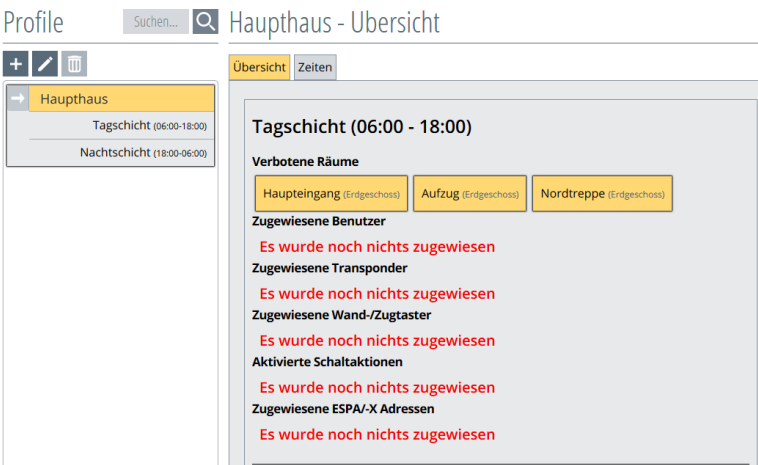 Profile
Suchen...
Haupthaus - Übersicht
Übersicht Zeiten
Haupthaus
Tagschicht (06:00-18:00)
Nachtschicht (18:00-06:00)
Tagschicht (06:00 - 18:00)
Verbotene Räume
Haupteingang (Erdgeschoss) Aufzug (Erdgeschoss) Nordtreppe (Erdgeschoss)
Zugewiesene Benutzer
Es wurde noch nichts zugewiesen
Zugewiesene Transponder
Es wurde noch nichts zugewiesen
Zugewiesene Wand-/Zugtaster
Es wurde noch nichts zugewiesen
Aktivierte Schaltaktionen
Es wurde noch nichts zugewiesen
Zugewiesene ESPA/-X Adressen
Es wurde noch nichts zugewiesen